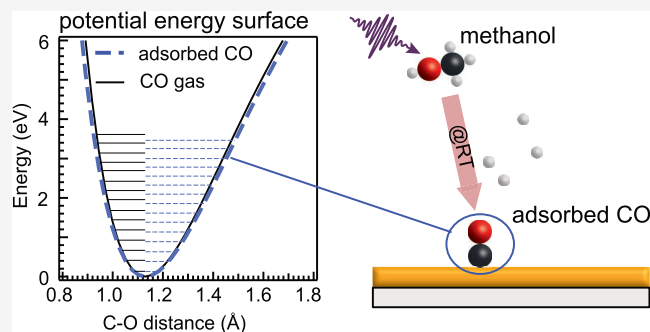 potential energy surface
adsorbed CO
CO gas
Energy (eV)
6
4
2
0
0.8
1.0
1.2
1.4
1.6
1.8
C-O distance (Å)
methanol
@RT
adsorbed CO